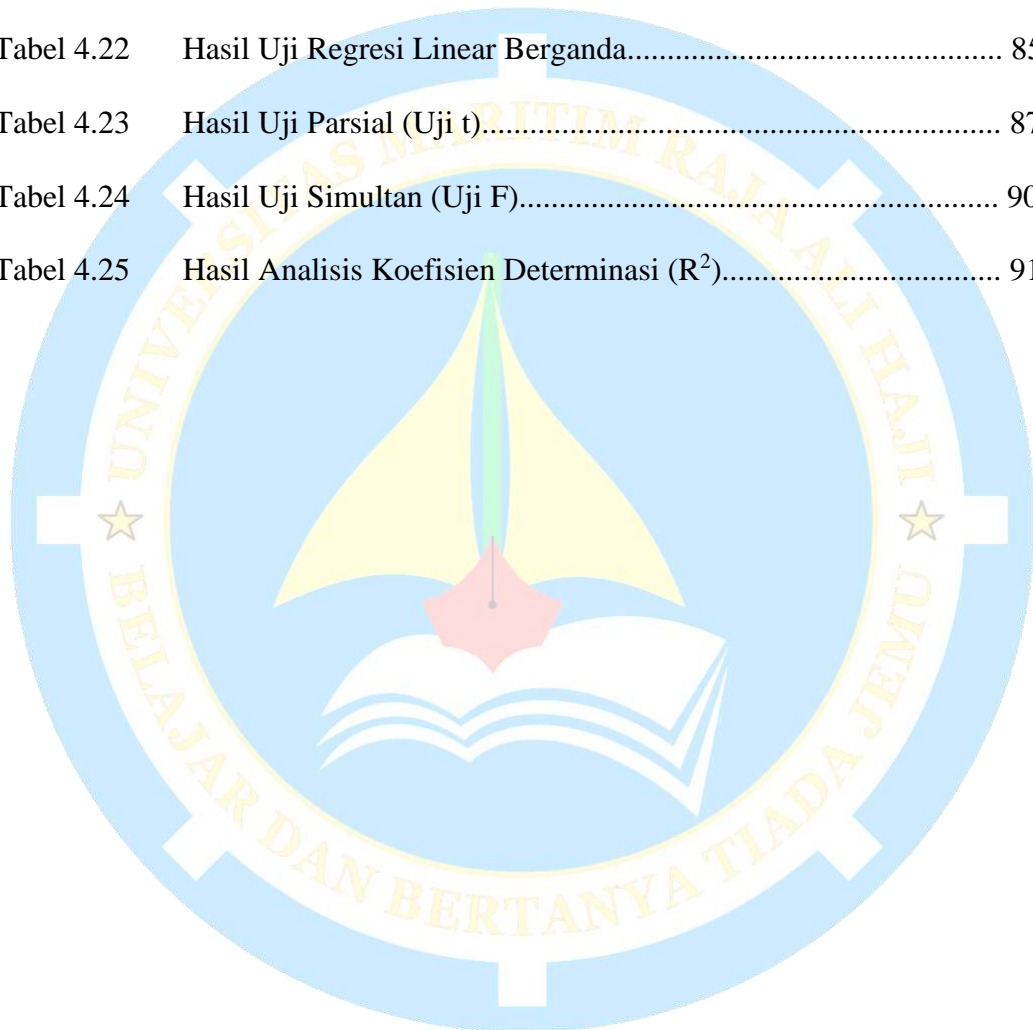 Tabel 4.22 Hasil Uji Regresi Linear Berganda............................................ 85
Tabel 4.23 Hasil Uji Parsial (Uji t)............................................................. 87
Tabel 4.24 Hasil Uji Simultan (Uji F)........................................................ 90
Tabel 4.25 Hasil Analisis Koefisien Determinasi (R²)................................. 91
UNIVERSITAS MARITIM RAJA ALI HAJI
BELAJAR DAN BERTANYA TIADA JEMU